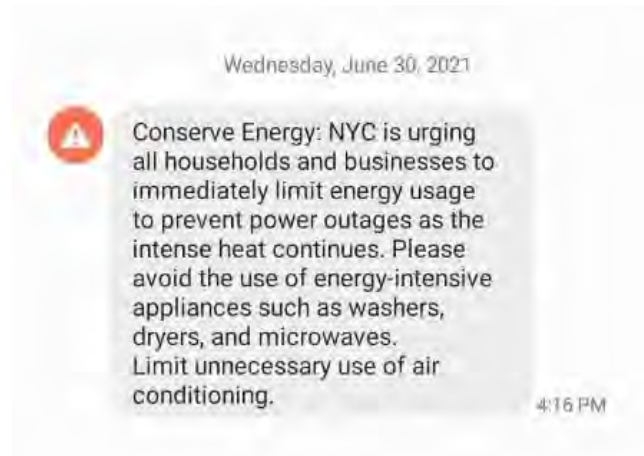 Wednesday, June 30, 2021
Conserve Energy: NYC is urging
all households and businesses to
immediately limit energy usage
to prevent power outages as the
intense heat continues. Please
avoid the use of energy-intensive
appliances such as washers,
dryers, and microwaves.
Limit unnecessary use of air
conditioning.
4:16 PM